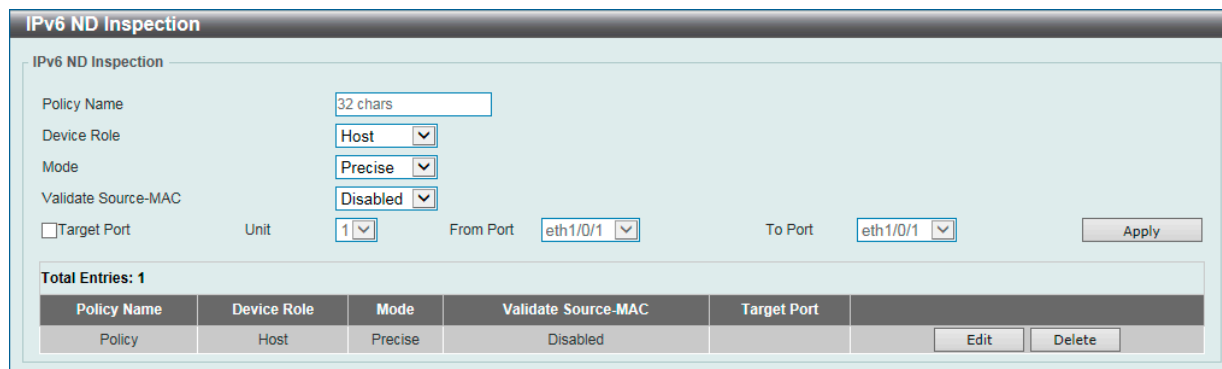 IPv6 ND Inspection
IPv6 ND Inspection
Policy Name 32 chars
Device Role Host
Mode Precise
Validate Source-MAC Disabled
Target Port Unit 1 From Port eth1/0/1 To Port eth1/0/1 Apply
Total Entries: 1
Policy Name Device Role Mode Validate Source-MAC Target Port
Policy Host Precise Disabled Edit Delete